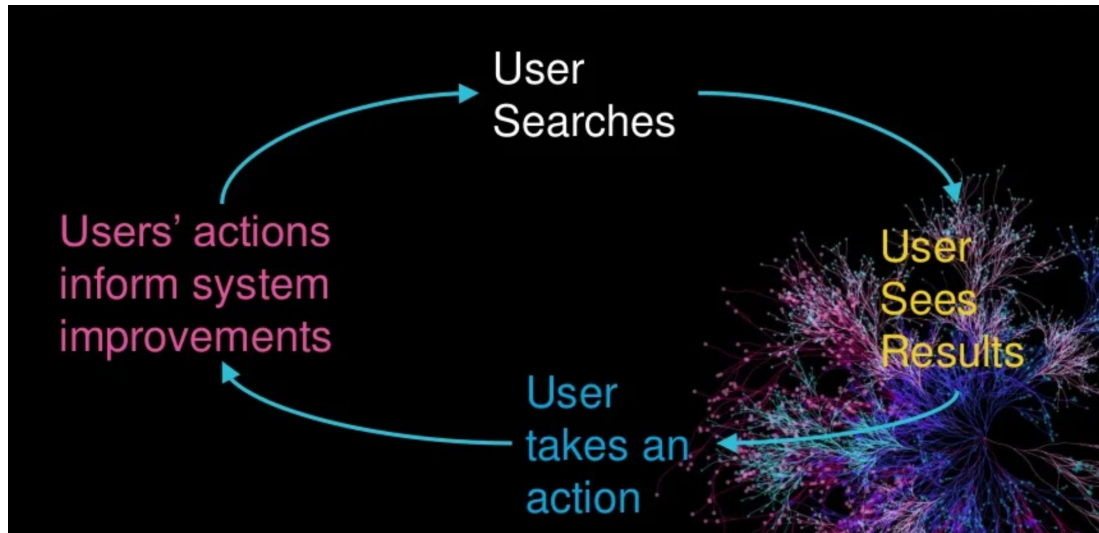 User
Searches
User
Sees
Results
User
takes an
action
Users’ actions
inform system
improvements